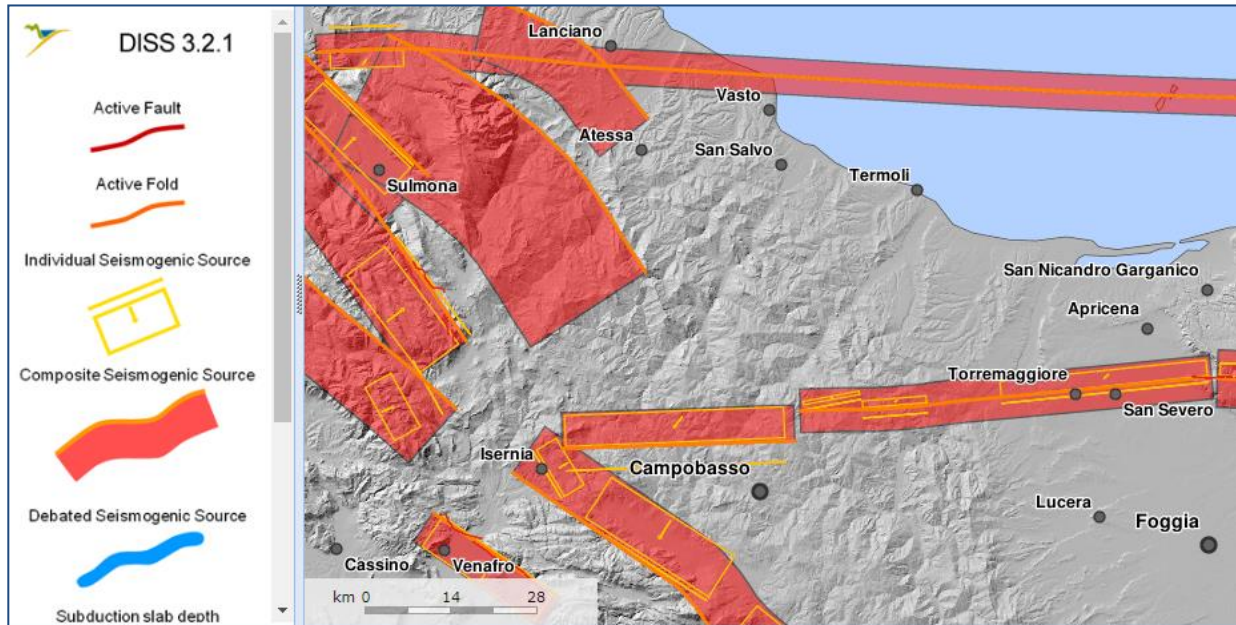 DISS 3.2.1
Active Fault
Active Fold
Individual Seismogenic Source
Composite Seismogenic Source
Debated Seismogenic Source
Subduction slab depth
Lanciano
Vasto
Atessa
San Salvo
Sulmona
Termoli
San Nicandro Garganico
Apricena
Torremaggiore
San Severo
Isernia
Campobasso
Lucera
Foggia
Cassino
Venafro
km 0 14 28